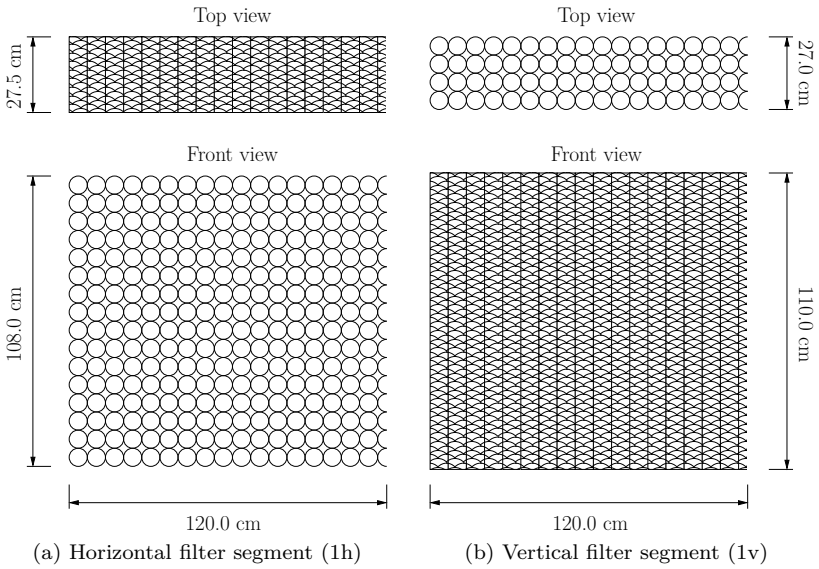 Top view
27.5 cm
Front view
108.0 cm
120.0 cm
(a) Horizontal filter segment (1h)
Top view
27.0 cm
Front view
110.0 cm
120.0 cm
(b) Vertical filter segment (1v)